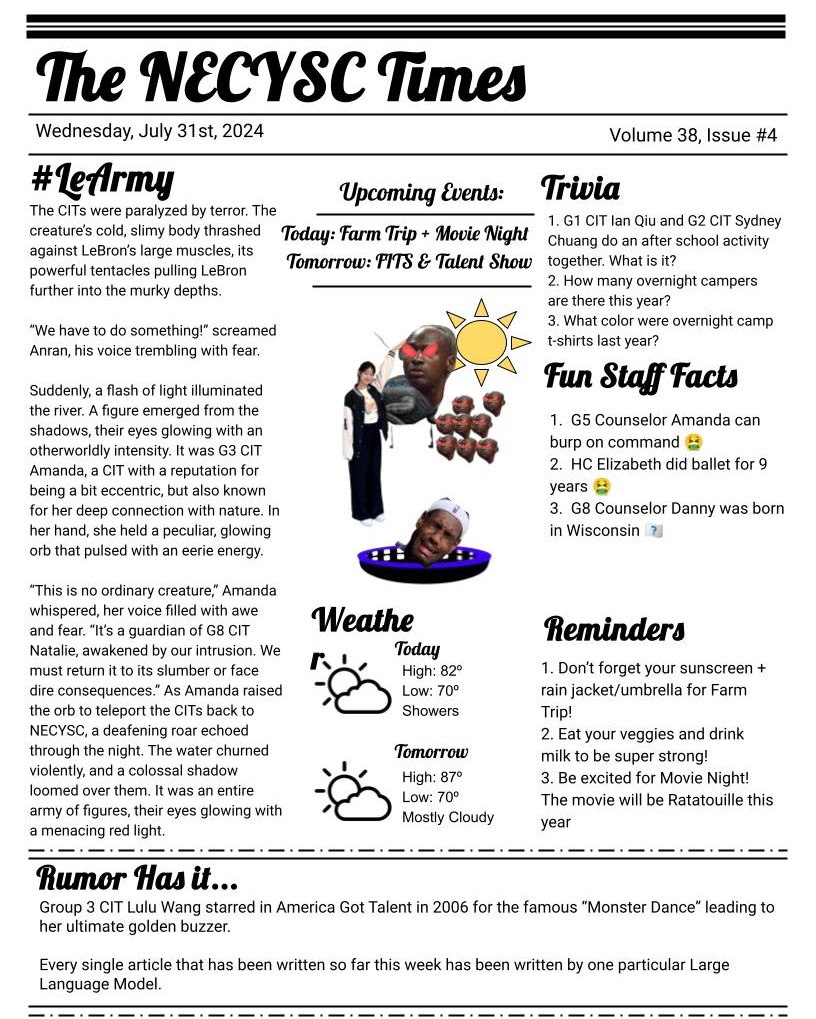 The NECYSC Times
Wednesday, July 31st, 2024
Volume 38, Issue #4
#LeArmy
The CITs were paralyzed by terror. The
creature’s cold, slimy body thrashed
against LeBron’s large muscles, its
powerful tentacles pulling LeBron
further into the murky depths.
“We have to do something!” screamed
Anran, his voice trembling with fear.
Suddenly, a flash of light illuminated
the river. A figure emerged from the
shadows, their eyes glowing with an
otherworldly intensity. It was G3 CIT
Amanda, a CIT with a reputation for
being a bit eccentric, but also known
for her deep connection with nature. In
her hand, she held a peculiar, glowing
orb that pulsed with an eerie energy.
“This is no ordinary creature,” Amanda
whispered, her voice filled with awe
and fear. “It’s a guardian of G8 CIT
Natalie, awakened by our intrusion. We
must return it to its slumber or face
dire consequences.” As Amanda raised
the orb to teleport the CITs back to
NECYSC, a deafening roar echoed
through the night. The water churned
violently, and a colossal shadow
loomed over them. It was an entire
army of figures, their eyes glowing with
a menacing red light.
Upcoming Events:
Today: Farm Trip + Movie Night
Tomorrow: FITS & Talent Show
Weathe
r
Today
High: 82º
Low: 70º
Showers
Tomorrow
High: 87º
Low: 70º
Mostly Cloudy
Trivia
1. G1 CIT Ian Qiu and G2 CIT Sydney
Chuang do an after school activity
together. What is it?
2. How many overnight campers
are there this year?
3. What color were overnight camp
t-shirts last year?
Fun Staff Facts
1. G5 Counselor Amanda can
burp on command 🤮
2. HC Elizabeth did ballet for 9
years 🤮
3. G8 Counselor Danny was born
in Wisconsin
Reminders
1. Don’t forget your sunscreen +
rain jacket/umbrella for Farm
Trip!
2. Eat your veggies and drink
milk to be super strong!
3. Be excited for Movie Night!
The movie will be Ratatouille this
year
Rumor Has it...
Group 3 CIT Lulu Wang starred in America Got Talent in 2006 for the famous “Monster Dance” leading to
her ultimate golden buzzer.
Every single article that has been written so far this week has been written by one particular Large
Language Model.